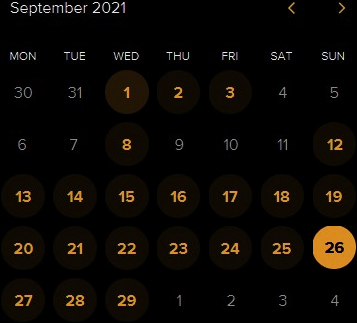 September 2021
MON TUE WED THU FRI SAT SUN
30 31 1 2 3 4 5
6 7 8 9 10 11 12
13 14 15 16 17 18 19
20 21 22 23 24 25 26
27 28 29 1 2 3 4